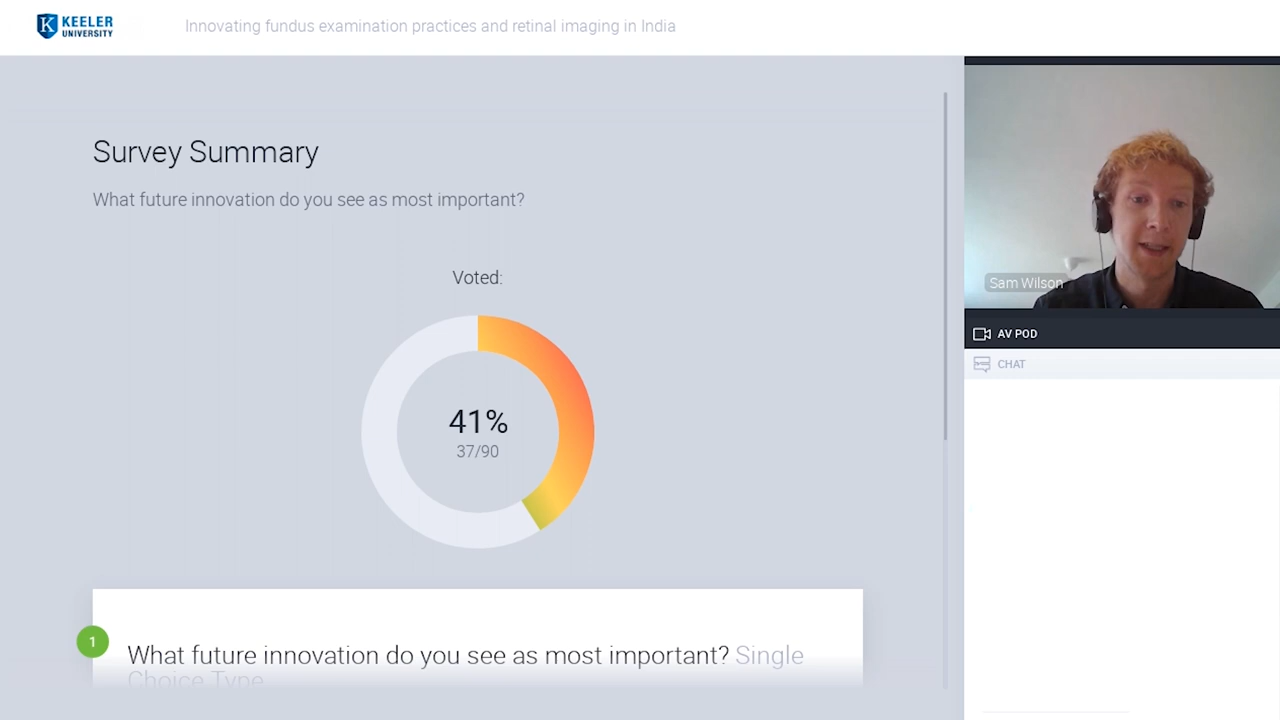 KEELER
UNIVERSITY
Innovating fundus examination practices and retinal imaging in India
Survey Summary
What future innovation do you see as most important?
Voted:
41%
37/90
1
What future innovation do you see as most important? Single
Choice Type
Sam Wilson
AV POD
CHAT